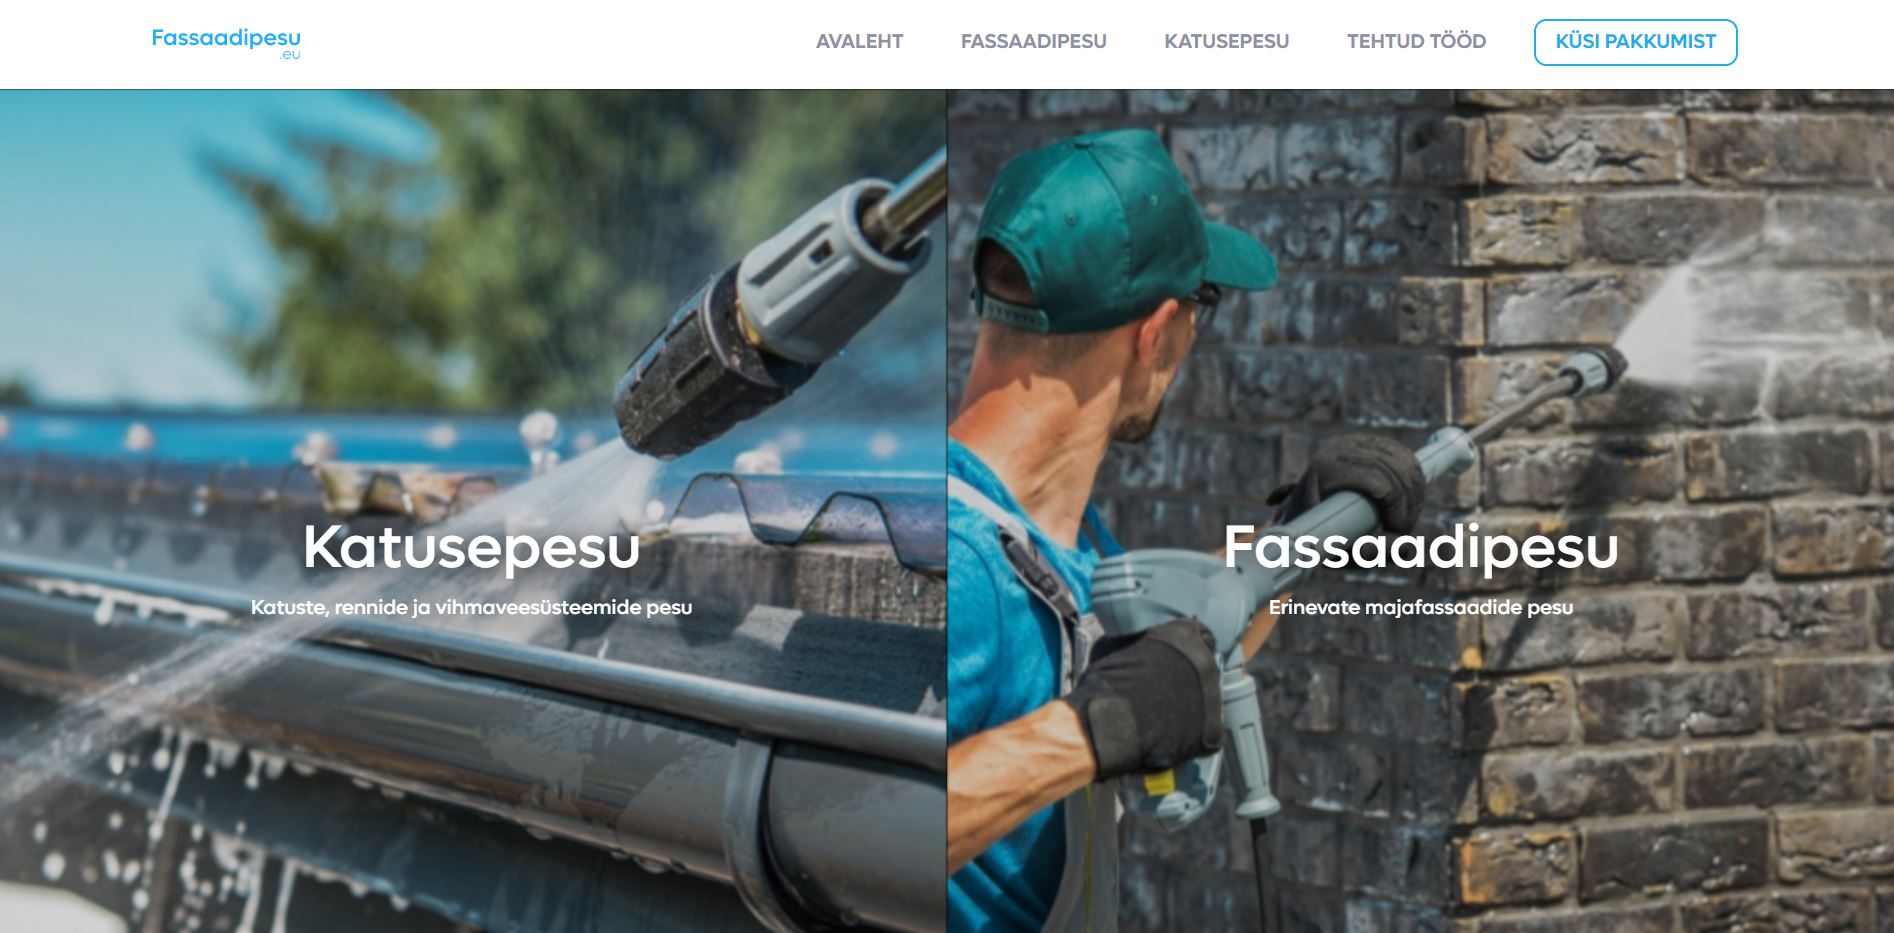 Fassaadipesu
.eu
AVALEHT
FASSAADIPESU
KATUSEPESU
TEHTUD TÖÖD
KÜSI PAKKUMIST
Katusepesu
Katuste, rennide ja vihmaveesüsteemide pesu
Fassaadipesu
Erinevate majafassaadide pesu